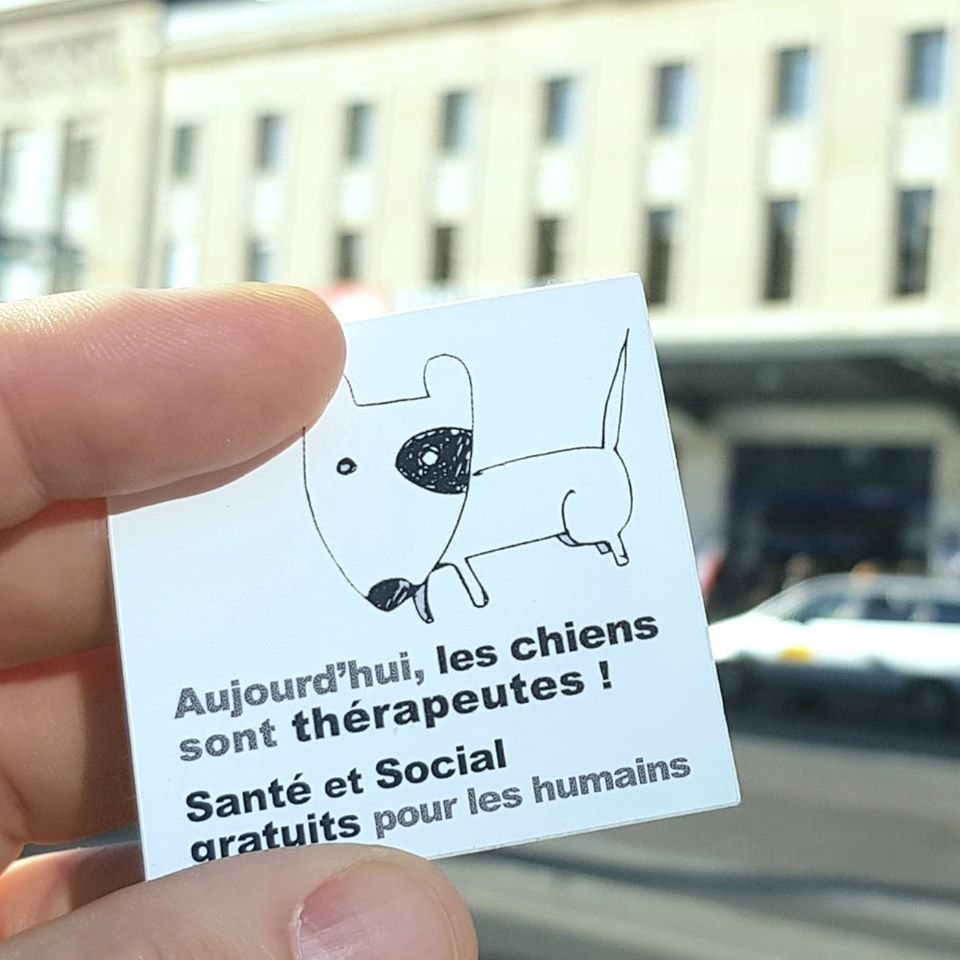 Aujourd'hui, les chiens
sont thérapeutes !
Santé et Social
gratuits pour les humains